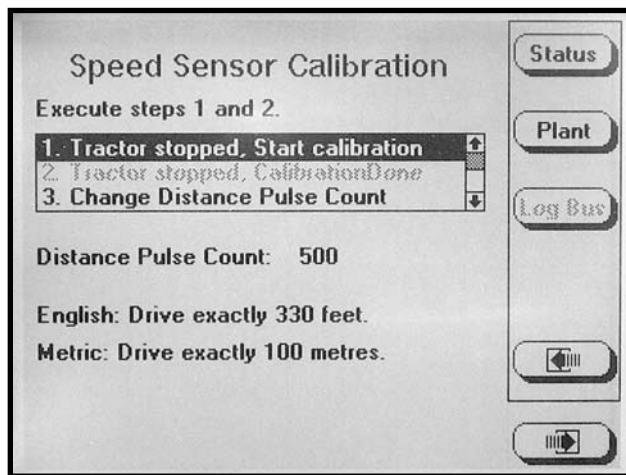 Speed Sensor Calibration
Execute steps 1 and 2.
1. Tractor stopped, Start calibration
2. Tractor stopped, CalibrationDone
3. Change Distance Pulse Count
Distance Pulse Count: 500
English: Drive exactly 330 feet.
Metric: Drive exactly 100 metres.
Status
Plant
Log Bus